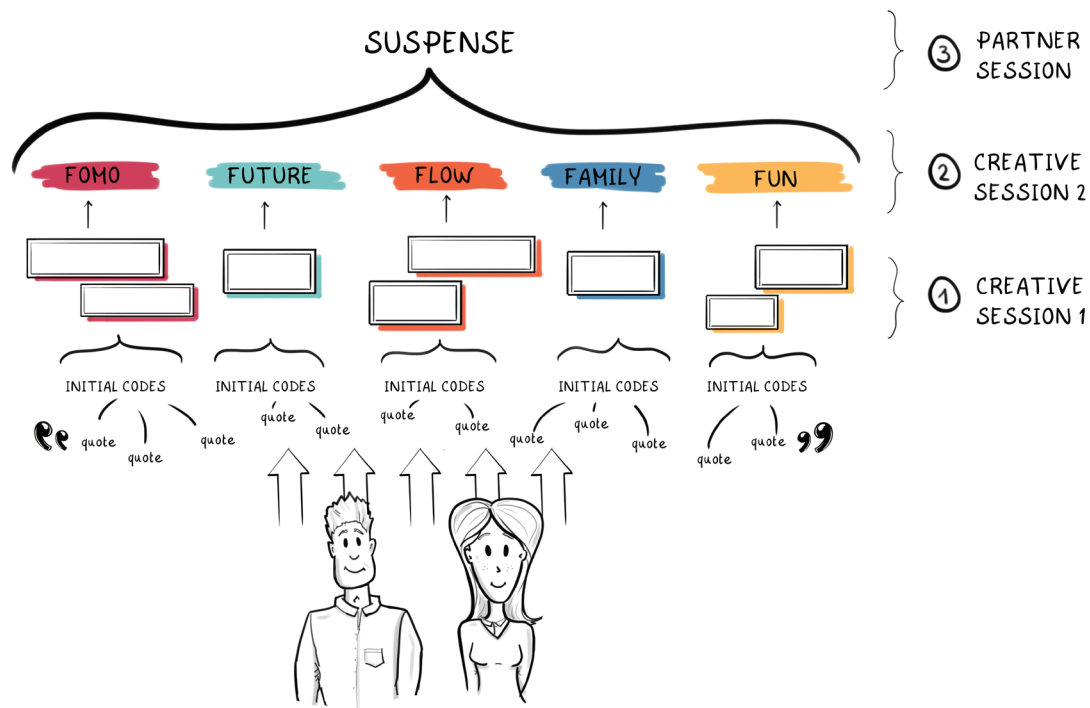 SUSPENSE
3 PARTNER
SESSION
FOMO
FUTURE
FLOW
FAMILY
FUN
2 CREATIVE
SESSION 2
1 CREATIVE
SESSION 1
INITIAL CODES
INITIAL CODES
INITIAL CODES
INITIAL CODES
INITIAL CODES
“ quote
quote
quote
quote
quote
quote
quote
quote
quote
quote
quote
quote ”